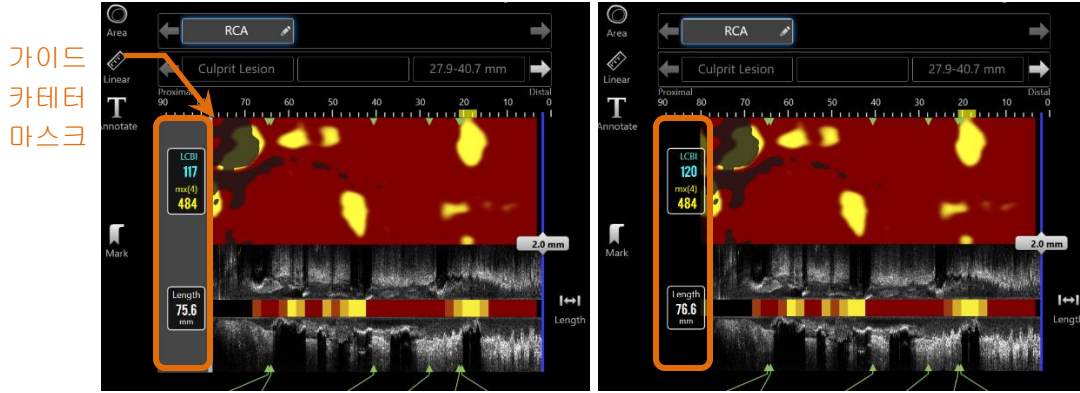 가이드
카테터
마스크
Area
Linear
Annotate
Mark
RCA
Culprit Lesion
27.9-40.7 mm
Proximal
Distal
90 80 70 60 50 40 30 20 10 0
LCBI
117
mx(4)
484
2.0 mm
Length
75.6
mm
Length
Area
Linear
Annotate
Mark
RCA
Culprit Lesion
27.9-40.7 mm
Proximal
Distal
90 80 70 60 50 40 30 20 10 0
LCBI
120
mx(4)
484
2.0 mm
Length
76.6
mm
Length